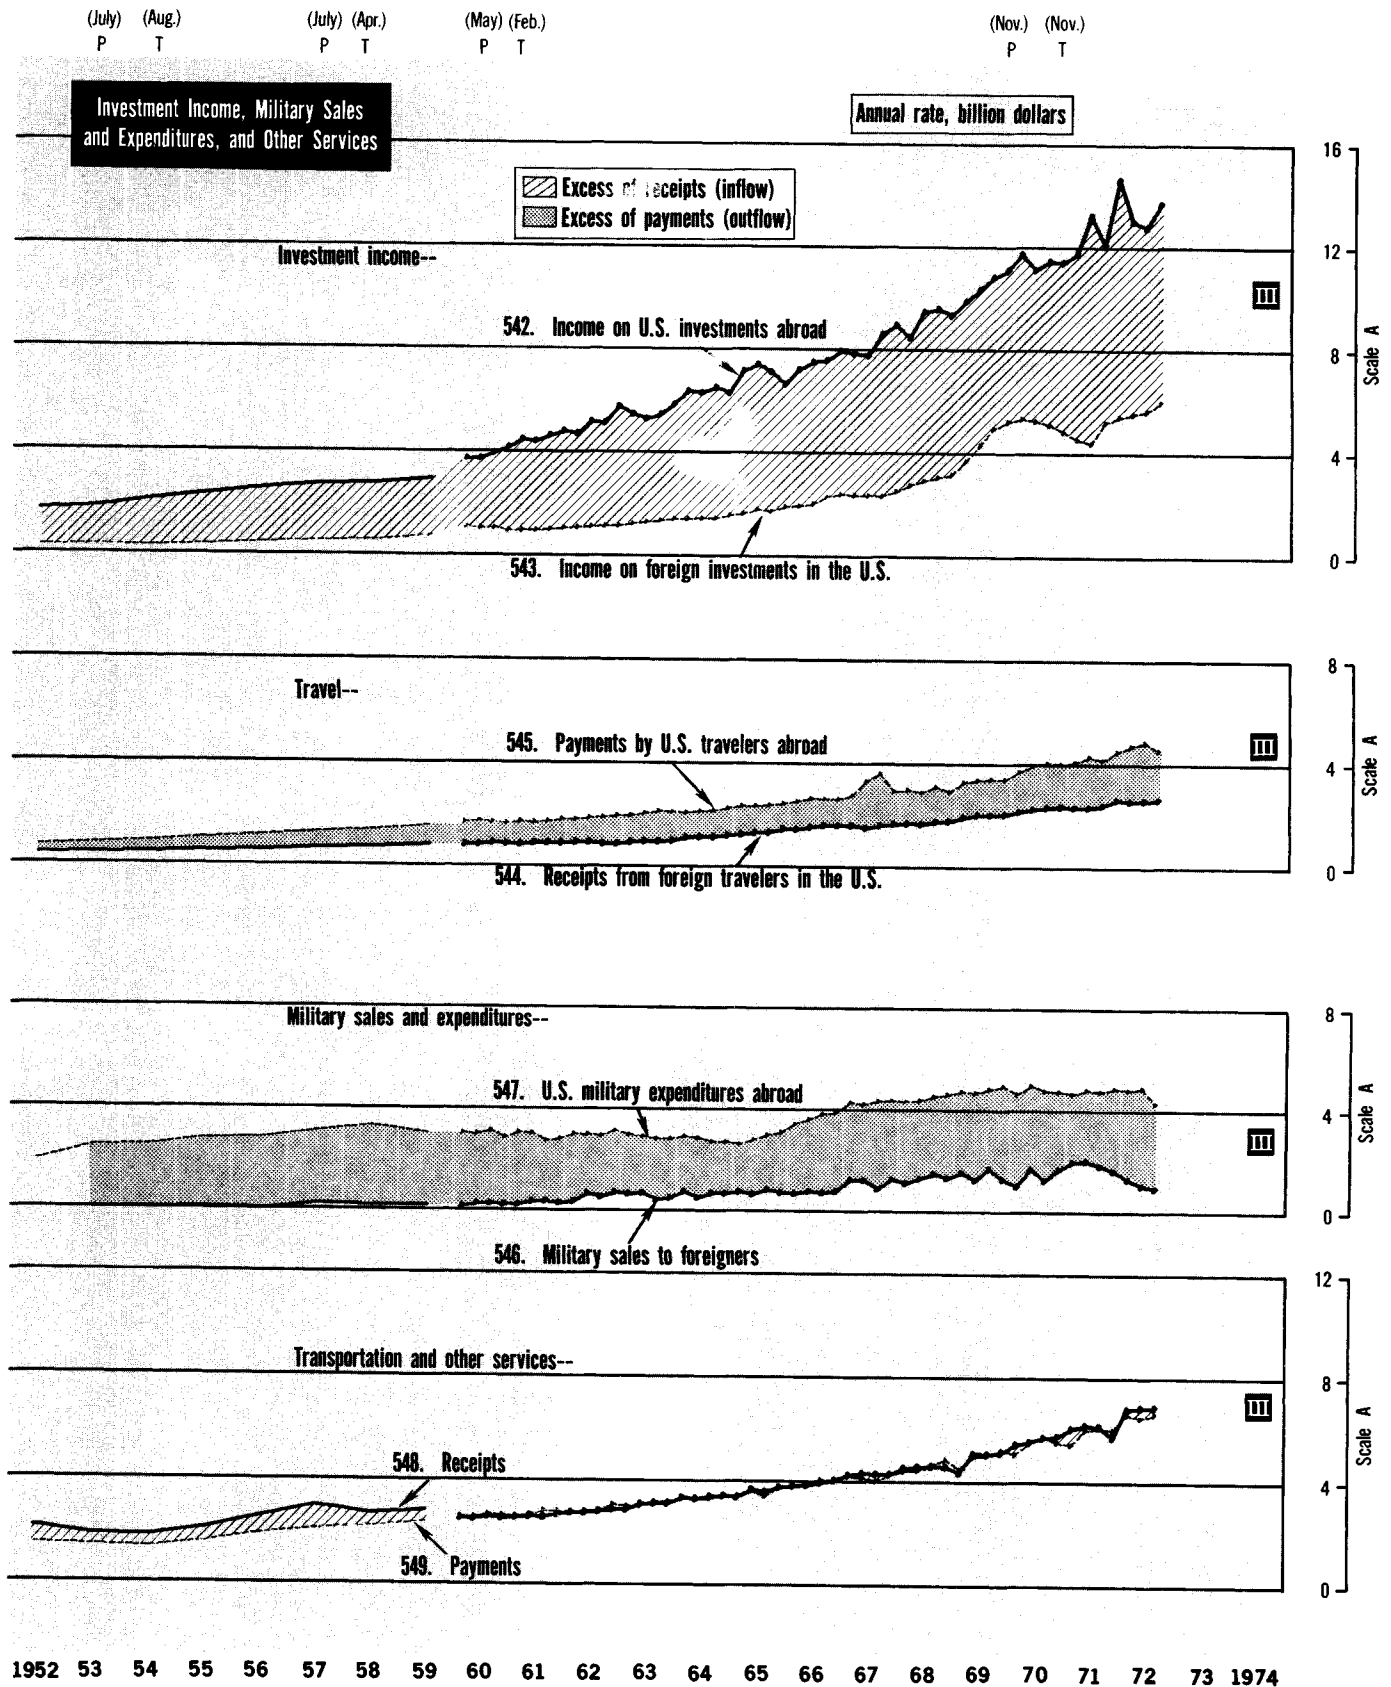 (July) (Aug.) (July) (Apr.) (May) (Feb.) (Nov.) (Nov.)
P T P T P T P T
Investment Income, Military Sales
and Expenditures, and Other Services
Annual rate, billion dollars
Excess of receipts (inflow)
Excess of payments (outflow)
Investment income--
542. Income on U.S. investments abroad
543. Income on foreign investments in the U.S.
16
12
8
4
0
Scale A
III
Travel--
545. Payments by U.S. travelers abroad
544. Receipts from foreign travelers in the U.S.
8
4
0
Scale A
III
Military sales and expenditures--
547. U.S. military expenditures abroad
546. Military sales to foreigners
8
4
0
Scale A
III
Transportation and other services--
548. Receipts
549. Payments
12
8
4
0
Scale A
III
1952 53 54 55 56 57 58 59 60 61 62 63 64 65 66 67 68 69 70 71 72 73 1974